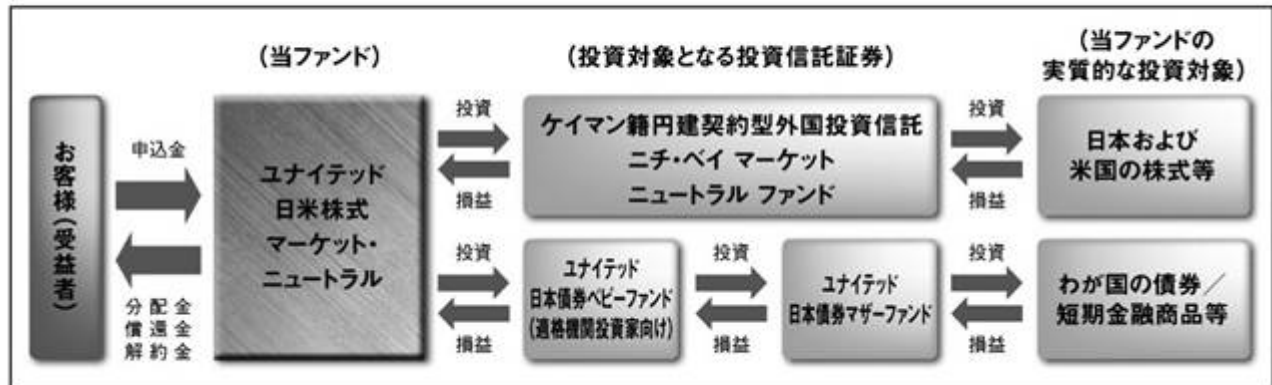 (当ファンド)
(投資対象となる投資信託証券)
(当ファンドの
実質的な投資対象)
お客様(受益者)
申込金
分配金
償還金
解約金
ユナイテッド
日米株式
マーケット・
ニュートラル
投資
損益
ケイマン籍円建契約型外国投資信託
ニチ・ベイ マーケット
ニュートラル ファンド
投資
損益
日本および
米国の株式等
投資
損益
ユナイテッド
日本債券ベビーファンド
(適格機関投資家向け)
投資
損益
ユナイテッド
日本債券マザーファンド
投資
損益
わが国の債券/
短期金融商品等